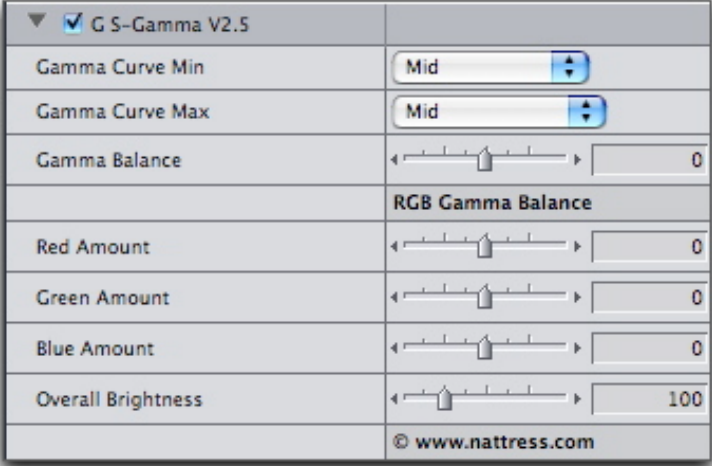 G S-Gamma V2.5
Gamma Curve Min Mid
Gamma Curve Max Mid
Gamma Balance 0
RGB Gamma Balance
Red Amount 0
Green Amount 0
Blue Amount 0
Overall Brightness 100
© www.nattress.com